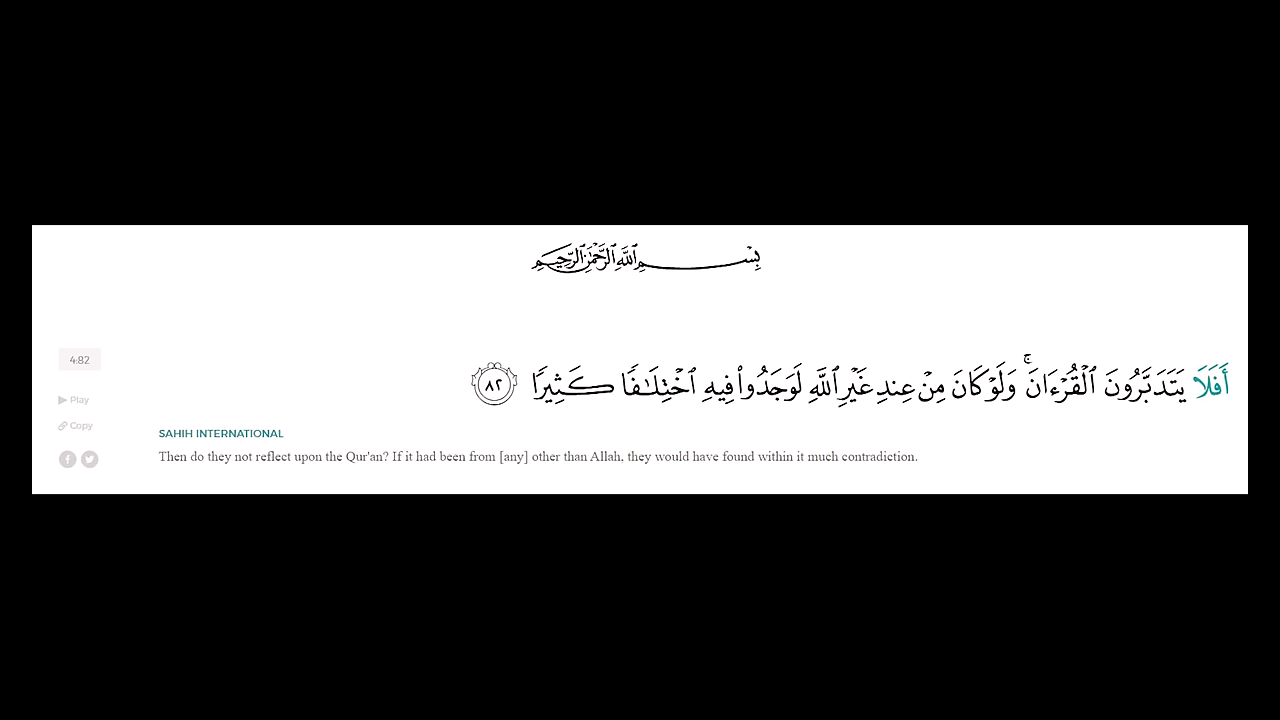 بِسْمِ ٱللَّهِ ٱلرَّحْمَٰنِ ٱلرَّحِيمِ
4:82
أَفَلَا يَتَدَبَّرُونَ ٱلْقُرْءَانَ ۚ وَلَوْ كَانَ مِنْ عِندِ غَيْرِ ٱللَّهِ لَوَجَدُوا۟ فِيهِ ٱخْتِلَـٰفًا كَثِيرًا ٨٢
Play
Copy
SAHIH INTERNATIONAL
Then do they not reflect upon the Qur'an? If it had been from [any] other than Allah, they would have found within it much contradiction.